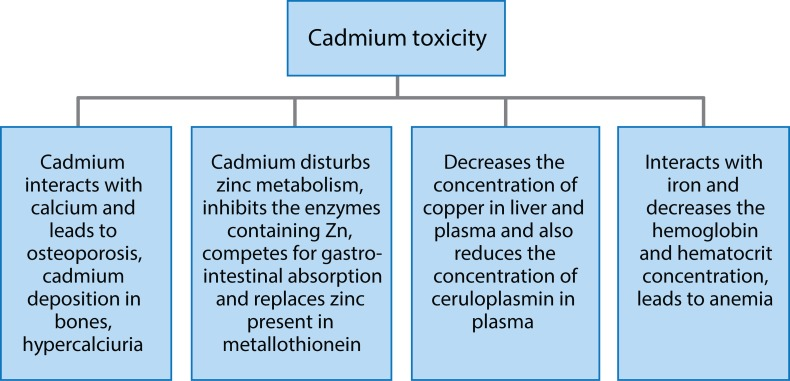 Cadmium toxicity
Cadmium
interacts with
calcium and
leads to
osteoporosis,
cadmium
deposition in
bones,
hypercalciuria
Cadmium disturbs
zinc metabolism,
inhibits the enzymes
containing Zn,
competes for gastro-
intestinal absorption
and replaces zinc
present in
metallothionein
Decreases the
concentration of
copper in liver and
plasma and also
reduces the
concentration of
ceruloplasmin in
plasma
Interacts with
iron and
decreases the
hemoglobin
and hematocrit
concentration,
leads to anemia